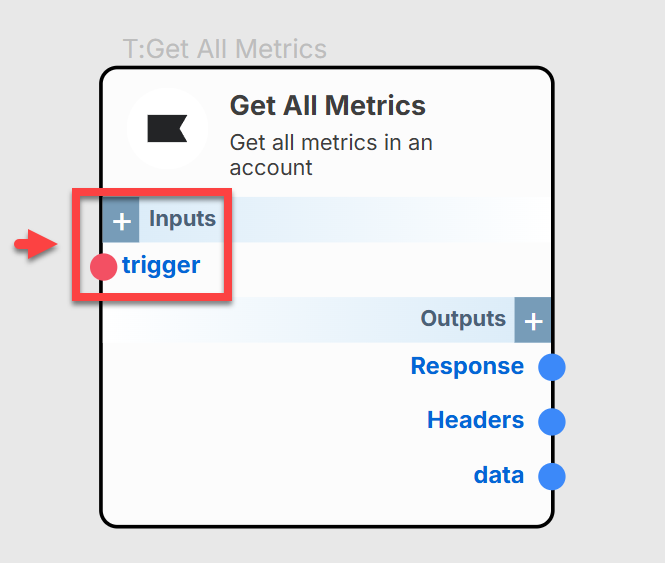 T:Get All Metrics
Get All Metrics
Get all metrics in an
account
+ Inputs
trigger
Outputs +
Response
Headers
data